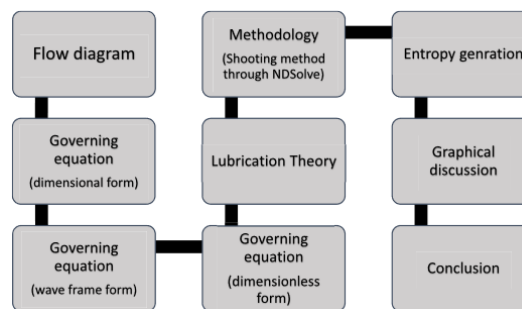 Flow diagram
Governing
equation
(dimensional form)
Governing
equation
(wave frame form)
Governing
equation
(dimensionless
form)
Lubrication Theory
Methodology
(Shooting method
through NDSolve)
Entropy genration
Graphical
discussion
Conclusion